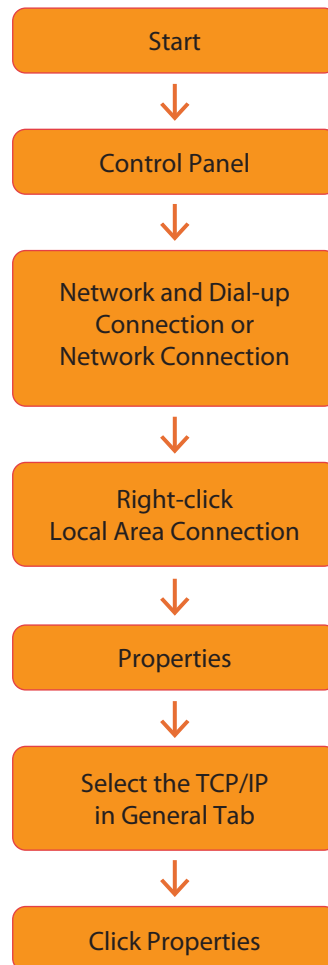 Start
Control Panel
Network and Dial-up
Connection or
Network Connection
Right-click
Local Area Connection
Properties
Select the TCP/IP
in General Tab
Click Properties